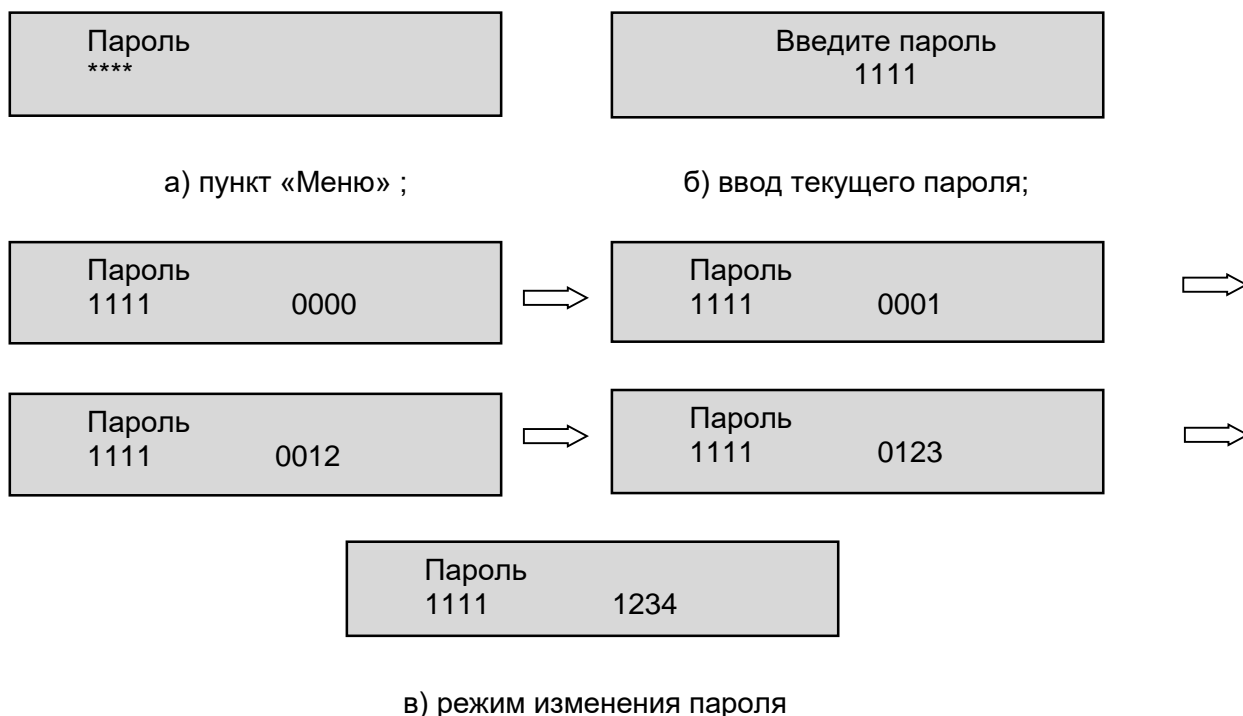 Пароль
****
Введите пароль
1111
а) пункт «Меню» ;
б) ввод текущего пароля;
Пароль
1111 0000
Пароль
1111 0001
Пароль
1111 0012
Пароль
1111 0123
Пароль
1111 1234
в) режим изменения пароля